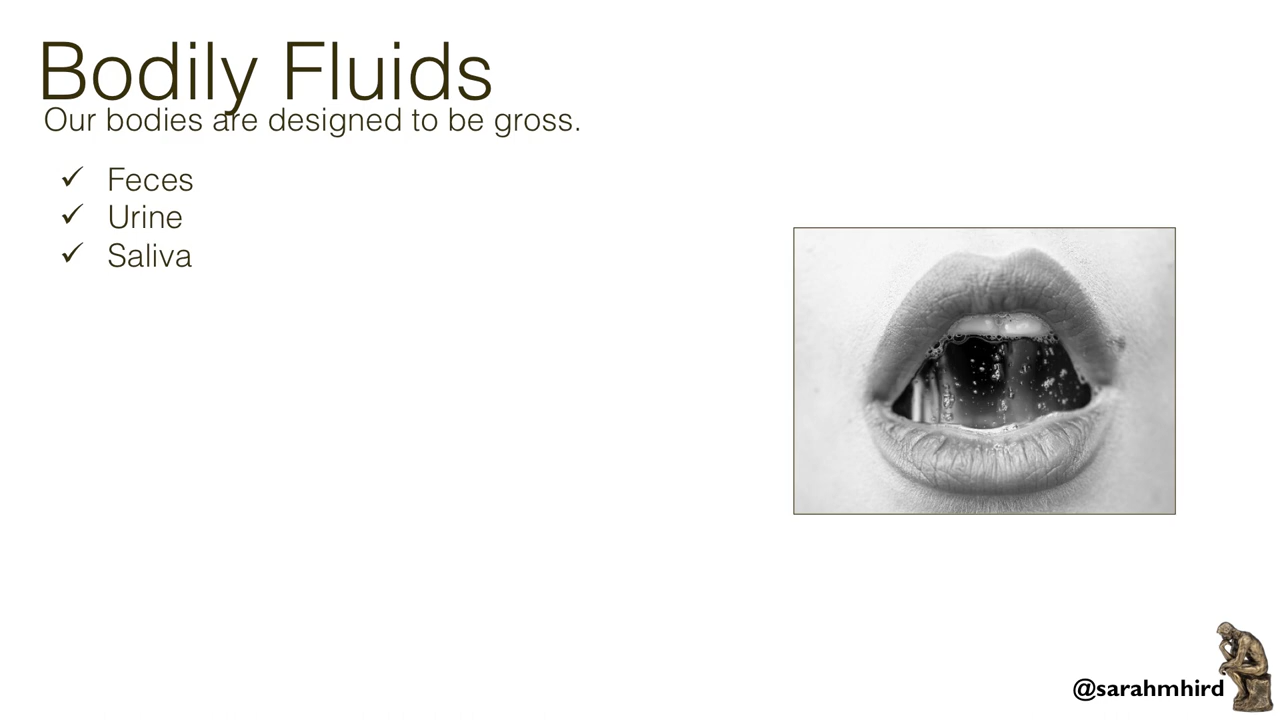 Bodily Fluids
Our bodies are designed to be gross.
✓ Feces
✓ Urine
✓ Saliva
@sarahmhird